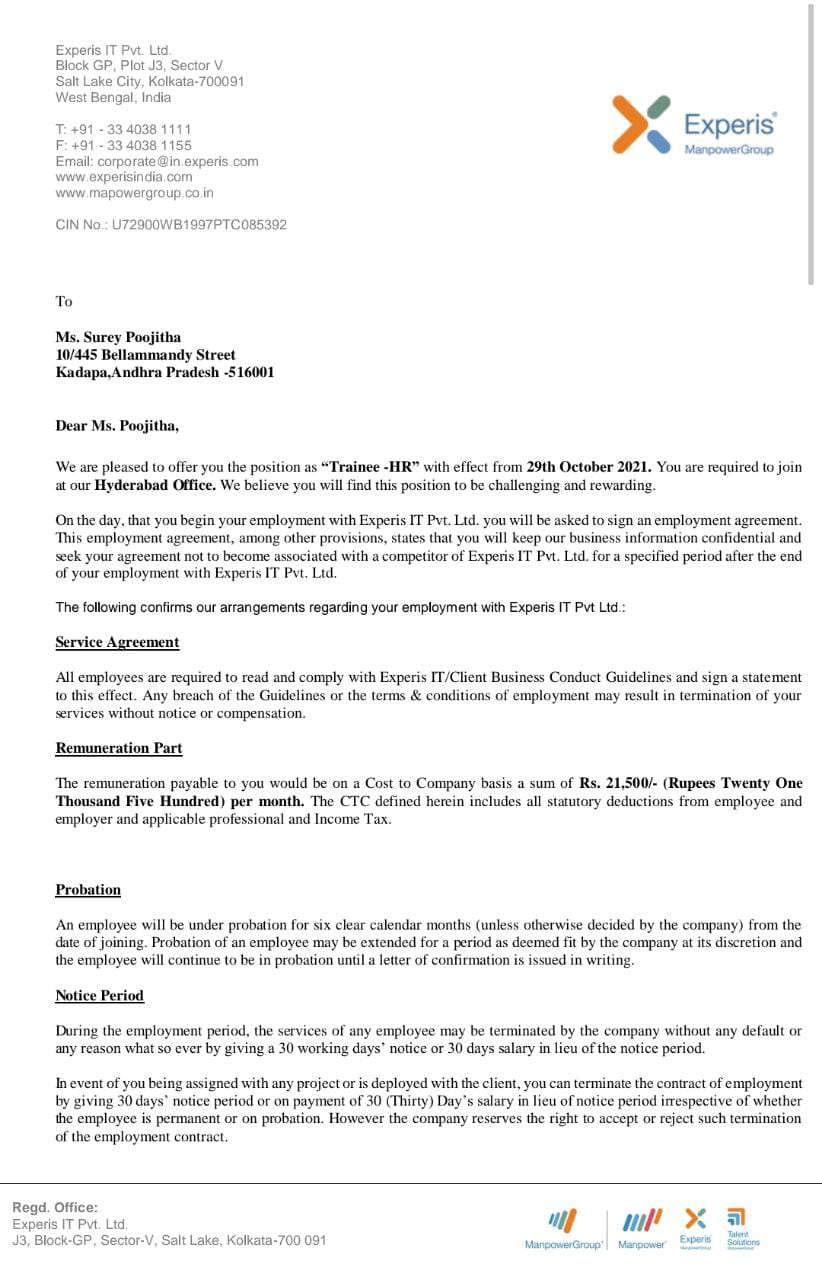 Experis IT Pvt. Ltd.
Block GP, Plot J3, Sector V
Salt Lake City, Kolkata-700091
West Bengal, India
T: +91 - 33 4038 1111
F: +91 - 33 4038 1155
Email: corporate@in.experis.com
www.experisindia.com
www.mapowergroup.co.in
CIN No.: U72900WB1997PTC085392
Experis®
ManpowerGroup
To
Ms. Surey Poojitha
10/445 Bellammandy Street
Kadapa,Andhra Pradesh -516001
Dear Ms. Poojitha,
We are pleased to offer you the position as “Trainee -HR” with effect from 29th October 2021. You are required to join
at our Hyderabad Office. We believe you will find this position to be challenging and rewarding.
On the day, that you begin your employment with Experis IT Pvt. Ltd. you will be asked to sign an employment agreement.
This employment agreement, among other provisions, states that you will keep our business information confidential and
seek your agreement not to become associated with a competitor of Experis IT Pvt. Ltd. for a specified period after the end
of your employment with Experis IT Pvt. Ltd.
The following confirms our arrangements regarding your employment with Experis IT Pvt Ltd.:
Service Agreement
All employees are required to read and comply with Experis IT/Client Business Conduct Guidelines and sign a statement
to this effect. Any breach of the Guidelines or the terms & conditions of employment may result in termination of your
services without notice or compensation.
Remuneration Part
The remuneration payable to you would be on a Cost to Company basis a sum of Rs. 21,500/- (Rupees Twenty One
Thousand Five Hundred) per month. The CTC defined herein includes all statutory deductions from employee and
employer and applicable professional and Income Tax.
Probation
An employee will be under probation for six clear calendar months (unless otherwise decided by the company) from the
date of joining. Probation of an employee may be extended for a period as deemed fit by the company at its discretion and
the employee will continue to be in probation until a letter of confirmation is issued in writing.
Notice Period
During the employment period, the services of any employee may be terminated by the company without any default or
any reason what so ever by giving a 30 working days’ notice or 30 days salary in lieu of the notice period.
In event of you being assigned with any project or is deployed with the client, you can terminate the contract of employment
by giving 30 days’ notice period or on payment of 30 (Thirty) Day’s salary in lieu of notice period irrespective of whether
the employee is permanent or on probation. However the company reserves the right to accept or reject such termination
of the employment contract.
Regd. Office:
Experis IT Pvt. Ltd.
J3, Block-GP, Sector-V, Salt Lake, Kolkata-700 091
ManpowerGroup
Manpower
Experis
ManpowerGroup
Talent
Solutions
ManpowerGroup